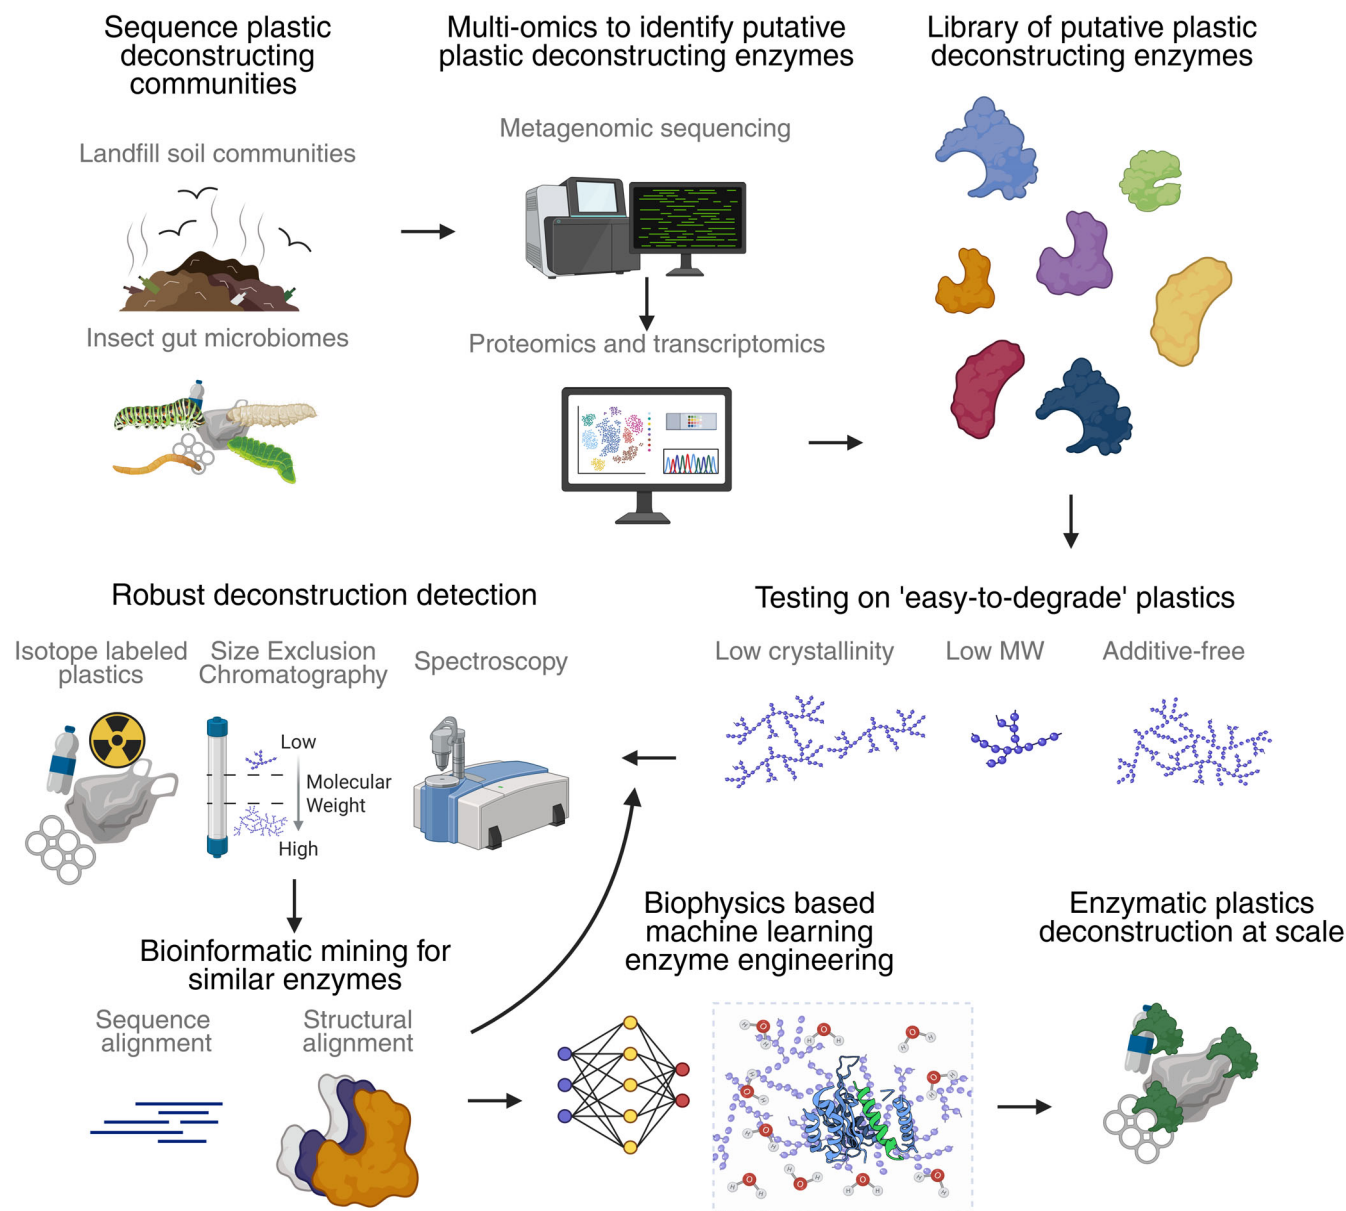 Sequence plastic
deconstructing
communities
Landfill soil communities
Insect gut microbiomes
Multi-omics to identify putative
plastic deconstructing enzymes
Metagenomic sequencing
Proteomics and transcriptomics
Library of putative plastic
deconstructing enzymes
Testing on 'easy-to-degrade' plastics
Low crystallinity
Low MW
Additive-free
Robust deconstruction detection
Isotope labeled
plastics
Size Exclusion
Chromatography
Low
Molecular
Weight
High
Spectroscopy
Bioinformatic mining for
similar enzymes
Sequence
alignment
Structural
alignment
Biophysics based
machine learning
enzyme engineering
H O H
H O H
H O H
H O H
H O H
H O H
H O H
H O H
H O H
H O H
Enzymatic plastics
deconstruction at scale